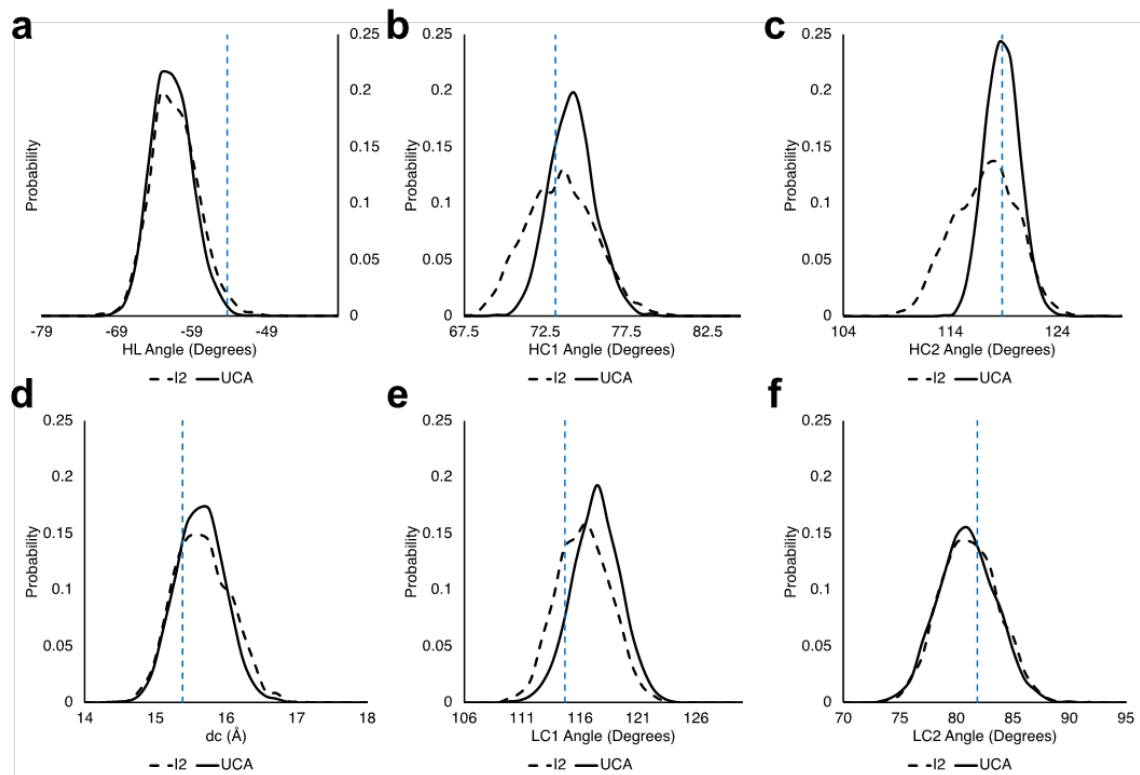 a
Probability
0.25
0.2
0.15
0.1
0.05
0
-79 -69 -59 -49
HL Angle (Degrees)
I2 UCA
b
Probability
0.25
0.2
0.15
0.1
0.05
0
67.5 72.5 77.5 82.5
HC1 Angle (Degrees)
I2 UCA
c
Probability
0.25
0.2
0.15
0.1
0.05
0
104 114 124
HC2 Angle (Degrees)
I2 UCA
d
Probability
0.25
0.2
0.15
0.1
0.05
0
14 15 16 17 18
dc (Å)
I2 UCA
e
Probability
0.25
0.2
0.15
0.1
0.05
0
106 111 116 121 126
LC1 Angle (Degrees)
I2 UCA
f
Probability
0.25
0.2
0.15
0.1
0.05
0
70 75 80 85 90 95
LC2 Angle (Degrees)
I2 UCA